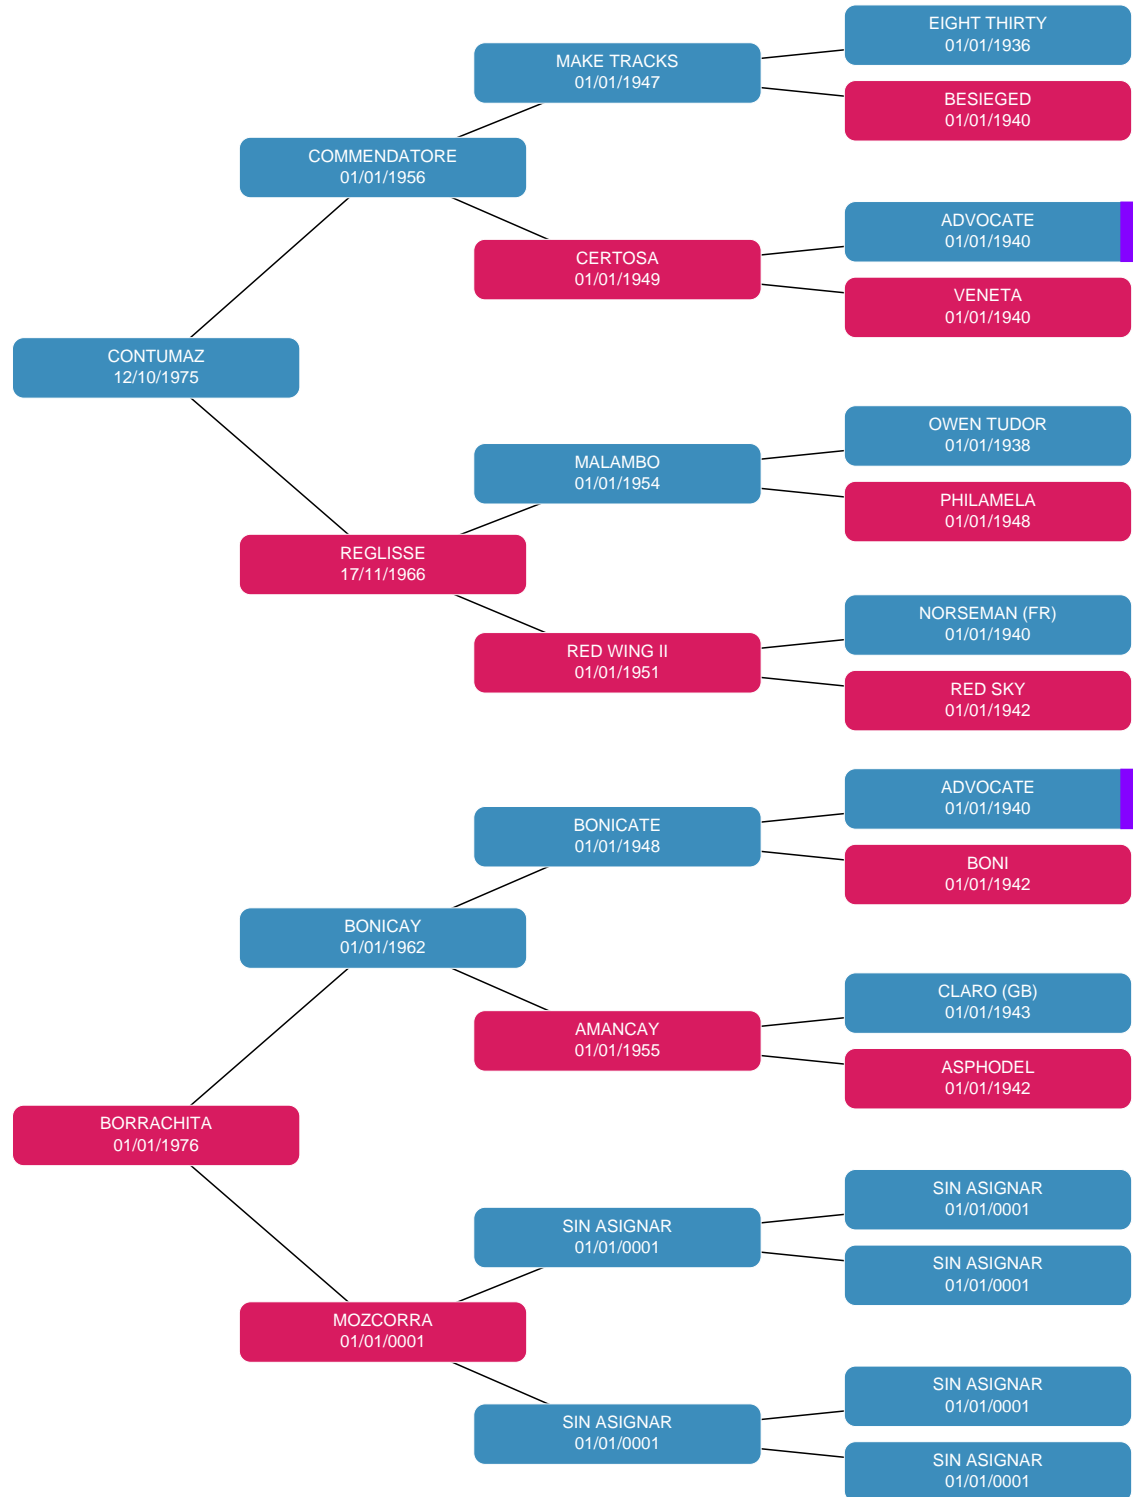 EIGHT THIRTY
01/01/1936
MAKE TRACKS
01/01/1947
BESIEGED
01/01/1940
COMMENDATORE
01/01/1956
ADVOCATE
01/01/1940
CERTOSA
01/01/1949
VENETA
01/01/1940
CONTUMAZ
12/10/1975
OWEN TUDOR
01/01/1938
MALAMBO
01/01/1954
PHILAMELA
01/01/1948
REGLISSE
17/11/1966
NORSEMAN (FR)
01/01/1940
RED WING II
01/01/1951
RED SKY
01/01/1942
ADVOCATE
01/01/1940
BONICATE
01/01/1948
BONI
01/01/1942
BONICAY
01/01/1962
CLARO (GB)
01/01/1943
AMANCAY
01/01/1955
ASPHODEL
01/01/1942
BORRACHITA
01/01/1976
SIN ASIGNAR
01/01/0001
SIN ASIGNAR
01/01/0001
SIN ASIGNAR
01/01/0001
MOZCORRA
01/01/0001
SIN ASIGNAR
01/01/0001
SIN ASIGNAR
01/01/0001
SIN ASIGNAR
01/01/0001